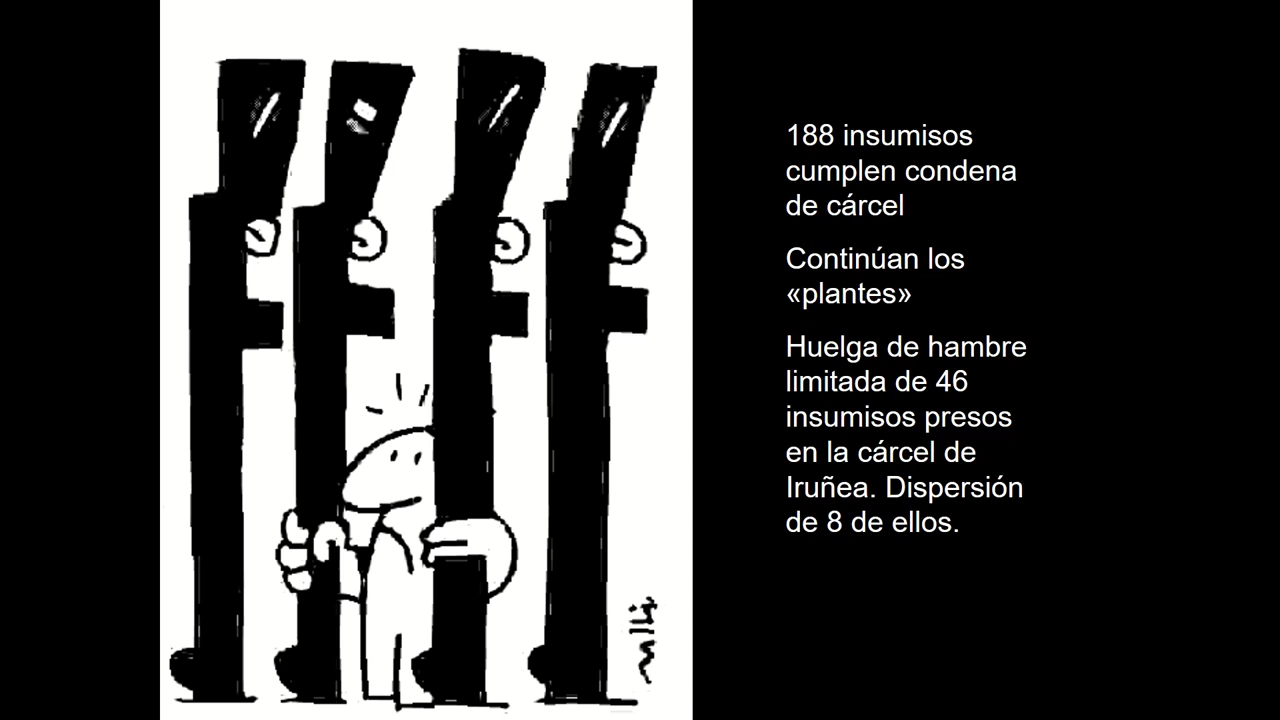 188 insumisos
cumplen condena
de cárcel
Continúan los
«plantes»
Huelga de hambre
limitada de 46
insumisos presos
en la cárcel de
Iruñea. Dispersión
de 8 de ellos.